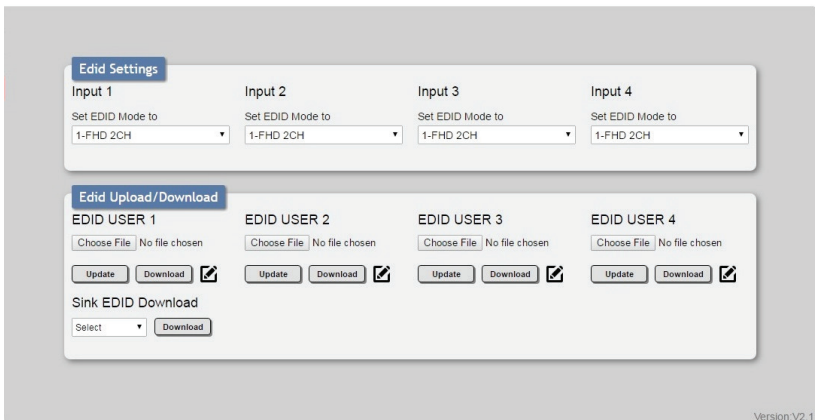 Edid Settings
Input 1 Input 2 Input 3 Input 4
Set EDID Mode to Set EDID Mode to Set EDID Mode to Set EDID Mode to
1-FHD 2CH 1-FHD 2CH 1-FHD 2CH 1-FHD 2CH
Edid Upload/Download
EDID USER 1 EDID USER 2 EDID USER 3 EDID USER 4
Choose File No file chosen Choose File No file chosen Choose File No file chosen Choose File No file chosen
Update Download Update Download Update Download Update Download
Sink EDID Download
Select Download
Version:V2.1